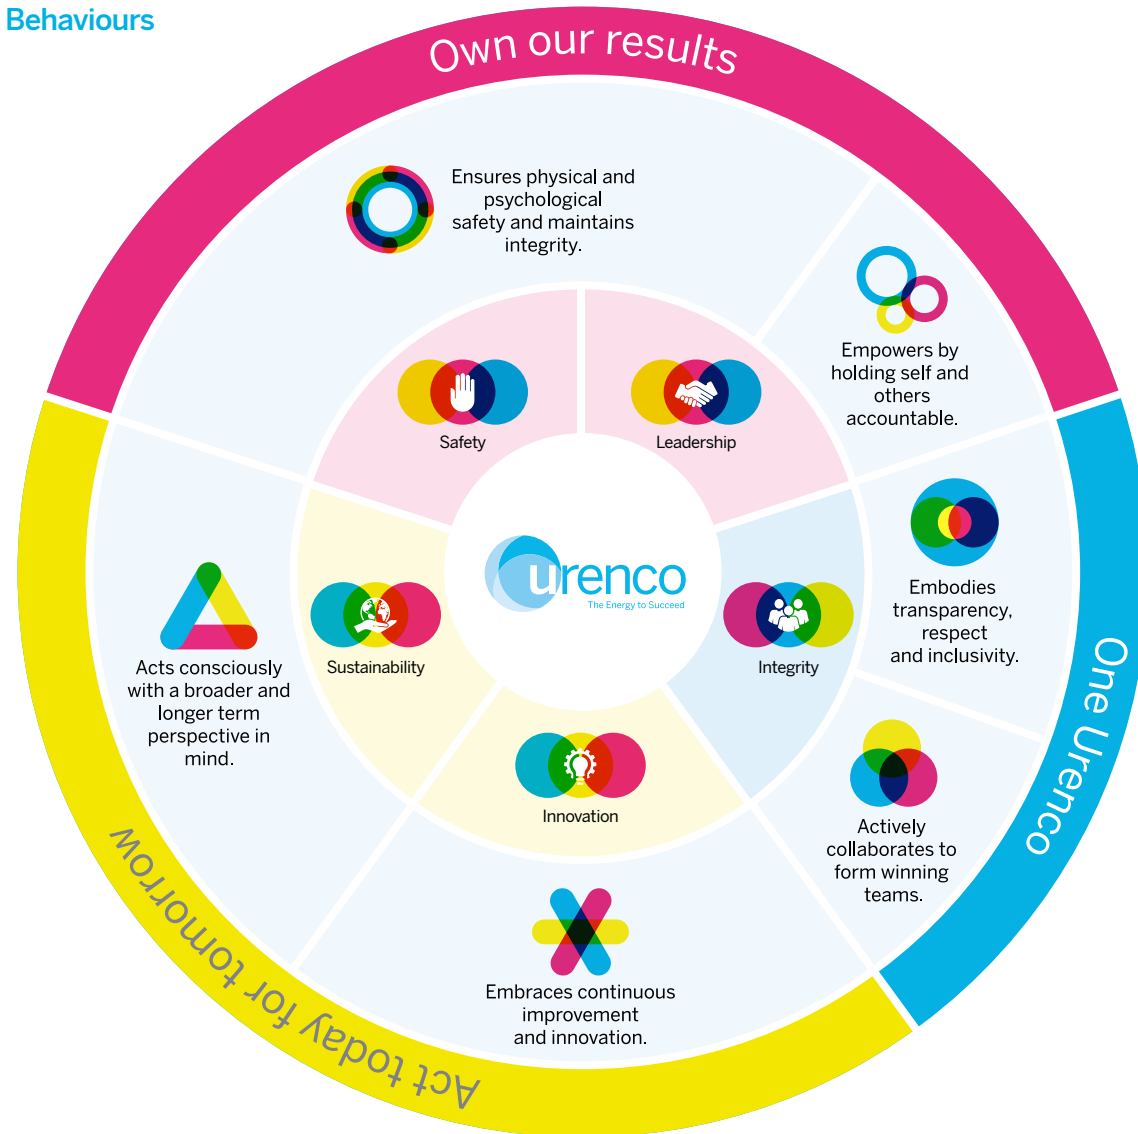 Behaviours
Own our results
Ensures physical and
psychological
safety and maintains
integrity.
Empowers by
holding self and
others
accountable.
Safety
Leadership
Embodies
transparency,
respect
and inclusivity.
urenco
The Energy to Succeed
Sustainability
Integrity
Acts consciously
with a broader and
longer term
perspective in
mind.
One Urenco
Innovation
Actively
collaborates to
form winning
teams.
Embraces continuous
improvement
and innovation.
Act today for tomorrow